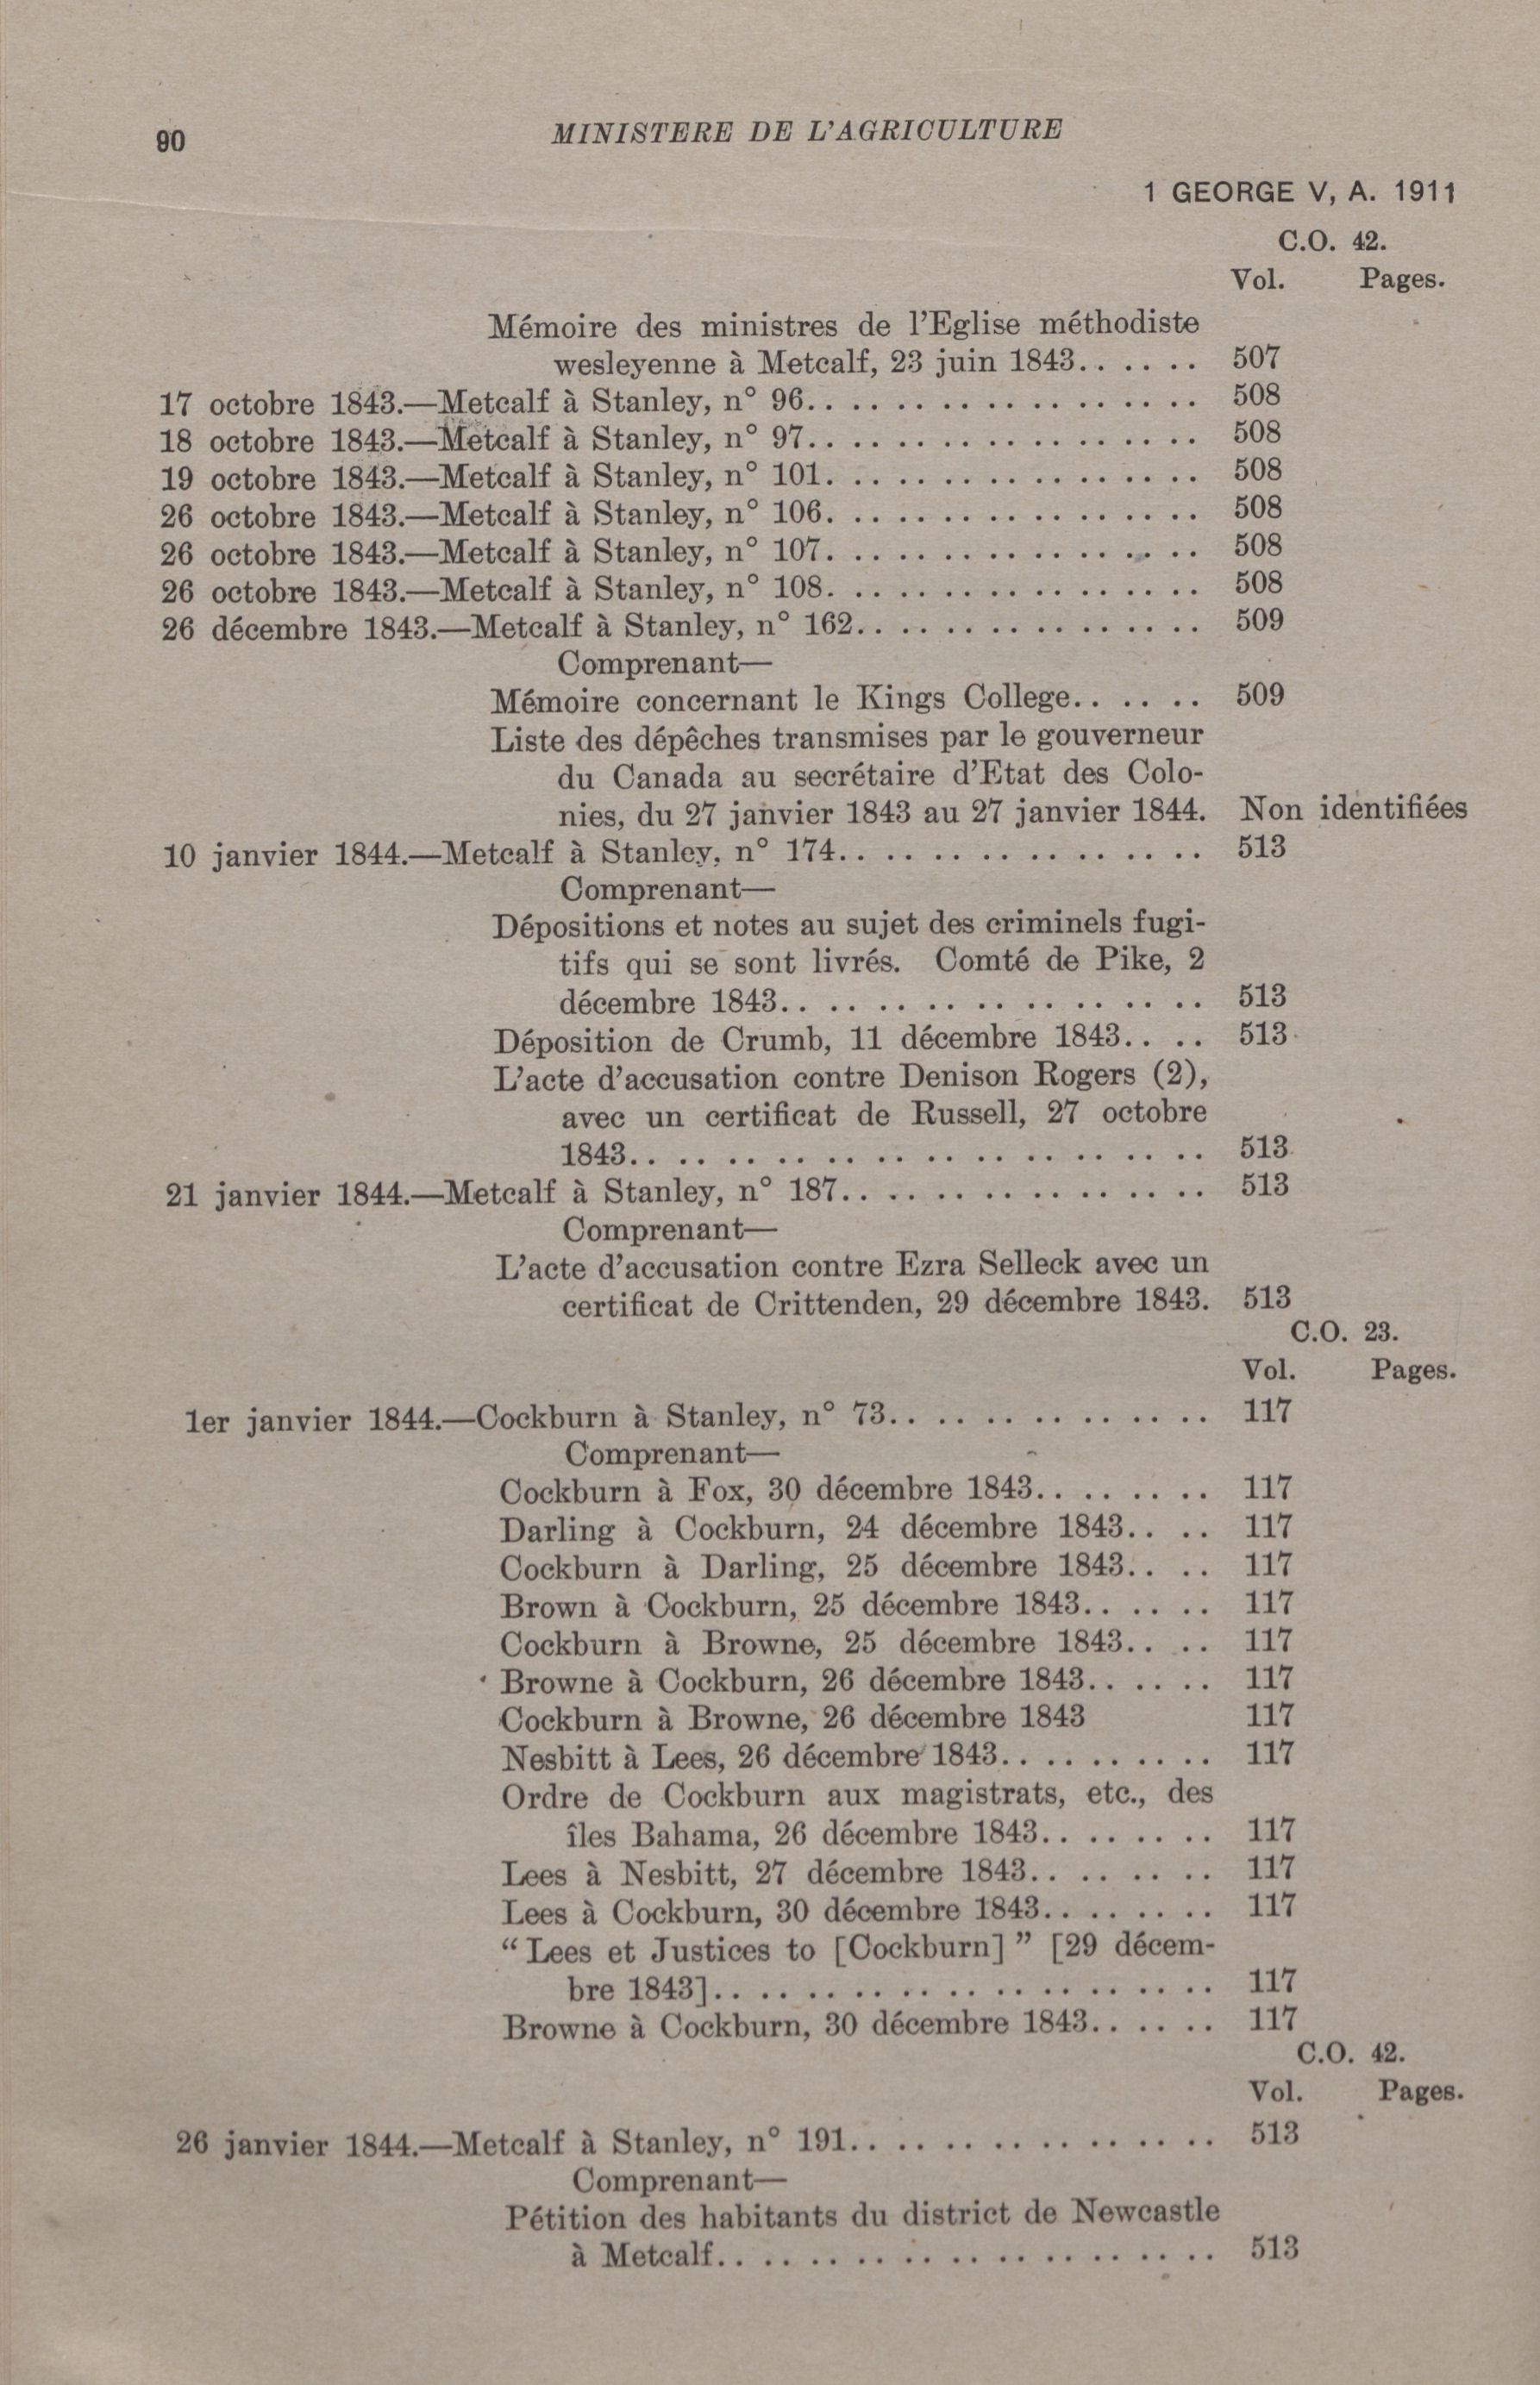 90
MINISTERE DE L'AGRICULTURE
1 GEORGE V, A. 1911
C.O. 42.
Vol. Pages.
Mémoire des ministres de l'Eglise méthodiste
wesleyenne à Metcalf, 23 juin 1843. . . . . . 507
17 octobre 1843.—Metcalf à Stanley, n° 96. . . . . . . . . . . . . . . . . . 508
18 octobre 1843.—Metcalf à Stanley, n° 97. . . . . . . . . . . . . . . . . . 508
19 octobre 1843.—Metcalf à Stanley, n° 101. . . . . . . . . . . . . . . . . 508
26 octobre 1843.—Metcalf à Stanley, n° 106. . . . . . . . . . . . . . . . . 508
26 octobre 1843.—Metcalf à Stanley, n° 107. . . . . . . . . . . . . . . . . 508
26 octobre 1843.—Metcalf à Stanley, n° 108. . . . . . . . . . . . . . . . . 508
26 décembre 1843.—Metcalf à Stanley, n° 162. . . . . . . . . . . . . . . . 509
Comprenant—
Mémoire concernant le Kings College. . . . . . 509
Liste des dépêches transmises par le gouverneur
du Canada au secrétaire d'Etat des Colo-
nies, du 27 janvier 1843 au 27 janvier 1844. Non identifiées
10 janvier 1844.—Metcalf à Stanley, n° 174. . . . . . . . . . . . . . . . 513
Comprenant—
Dépositions et notes au sujet des criminels fugi-
tifs qui se sont livrés. Comté de Pike, 2
décembre 1843. . . . . . . . . . . . . . . . . . 513
Déposition de Crumb, 11 décembre 1843. . . . 513
L'acte d'accusation contre Denison Rogers (2),
avec un certificat de Russell, 27 octobre
1843. . . . . . . . . . . . . . . . . . . . . . . . 513
21 janvier 1844.—Metcalf à Stanley, n° 187. . . . . . . . . . . . . . . . 513
Comprenant—
L'acte d'accusation contre Ezra Selleck avec un
certificat de Crittenden, 29 décembre 1843. 513
C.O. 23.
Vol. Pages.
1er janvier 1844.—Cockburn à Stanley, n° 73. . . . . . . . . . . . . . 117
Comprenant—
Cockburn à Fox, 30 décembre 1843. . . . . . . . 117
Darling à Cockburn, 24 décembre 1843. . . . 117
Cockburn à Darling, 25 décembre 1843. . . . 117
Brown à Cockburn, 25 décembre 1843. . . . . . 117
Cockburn à Browne, 25 décembre 1843. . . . 117
Browne à Cockburn, 26 décembre 1843. . . . . . 117
Cockburn à Browne, 26 décembre 1843 117
Nesbitt à Lees, 26 décembre 1843. . . . . . . . . . 117
Ordre de Cockburn aux magistrats, etc., des
îles Bahama, 26 décembre 1843. . . . . . . . 117
Lees à Nesbitt, 27 décembre 1843. . . . . . . . 117
Lees à Cockburn, 30 décembre 1843. . . . . . . . 117
"Lees et Justices to [Cockburn]" [29 décem-
bre 1843]. . . . . . . . . . . . . . . . . . . . . . 117
Browne à Cockburn, 30 décembre 1843. . . . . . 117
C.O. 42.
Vol. Pages.
26 janvier 1844.—Metcalf à Stanley, n° 191. . . . . . . . . . . . . . . . 513
Comprenant—
Pétition des habitants du district de Newcastle
à Metcalf. . . . . . . . . . . . . . . . . . . . . . 513